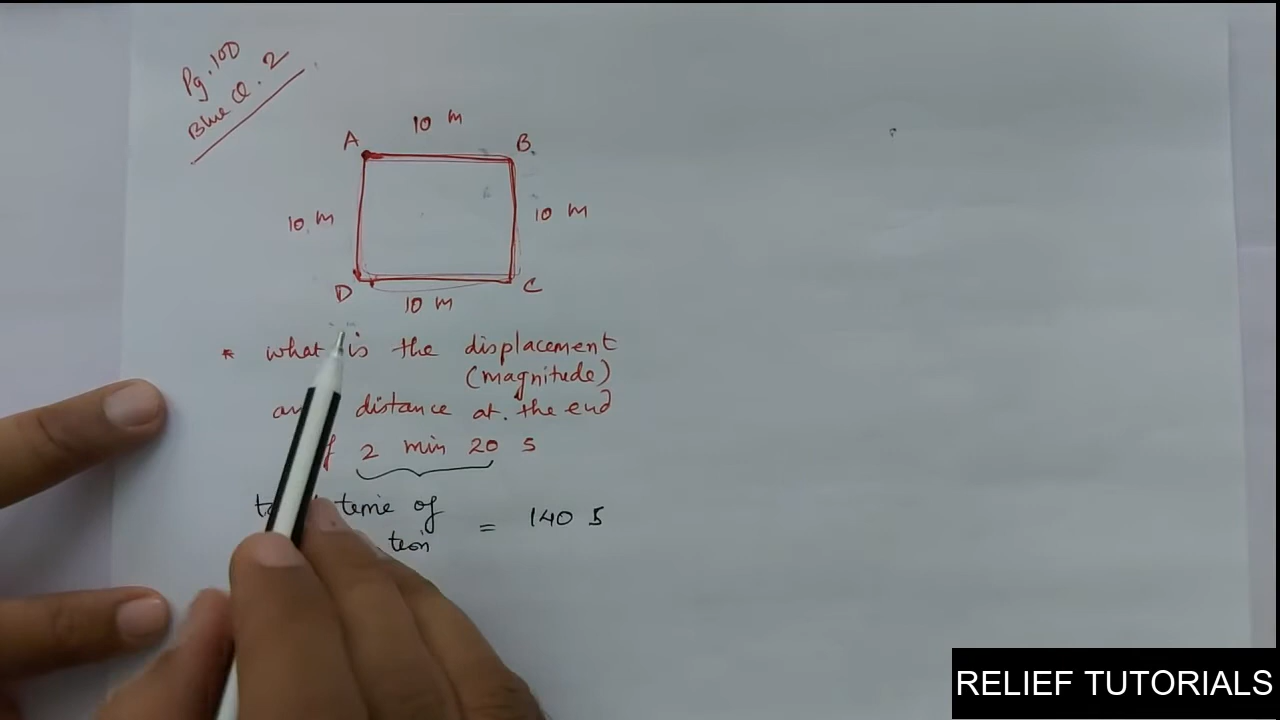 Pg. 100
Blue Q. 2
10 m
A
B
10 m
10 m
D
C
10 m
* what is the displacement
(magnitude)
distance at the end
2 min 20 s
teme of
= 140 s
RELIEF TUTORIALS